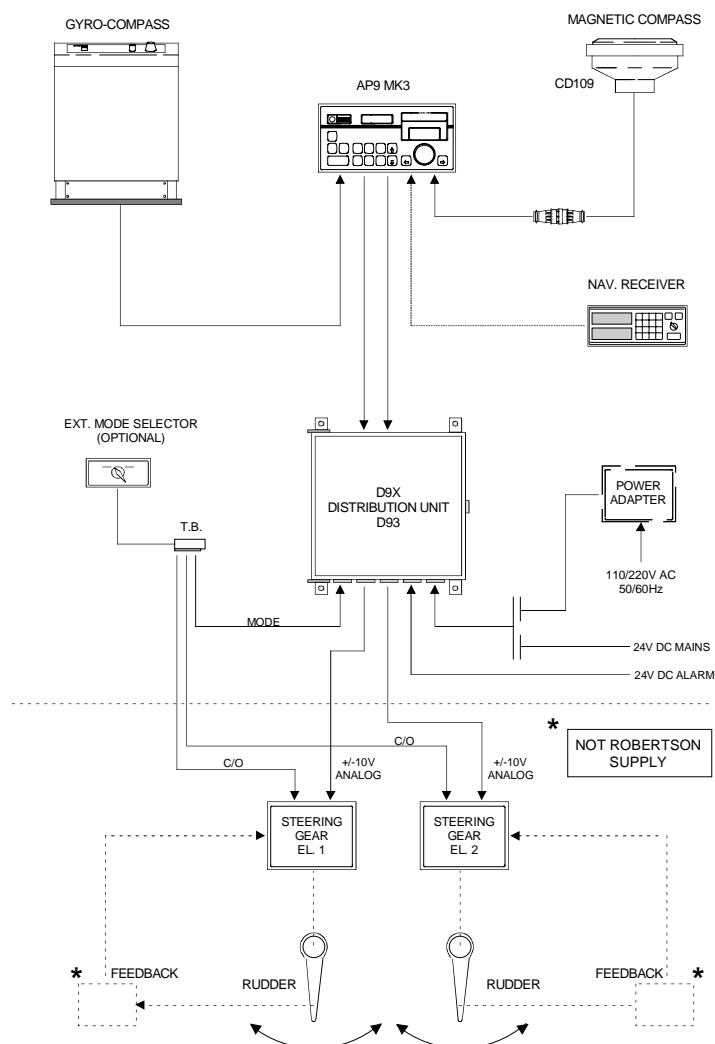 GYRO-COMPASS
MAGNETIC COMPASS
AP9 MK3
CD109
NAV. RECEIVER
EXT. MODE SELECTOR
(OPTIONAL)
D9X
DISTRIBUTION UNIT
D93
POWER
ADAPTER
T.B.
110/220V AC
50/60Hz
MODE
24V DC MAINS
24V DC ALARM
*
NOT ROBERTSON
SUPPLY
C/O
C/O
+/-10V
ANALOG
+/-10V
ANALOG
STEERING
GEAR
EL. 1
STEERING
GEAR
EL. 2
* FEEDBACK
RUDDER
RUDDER
FEEDBACK *